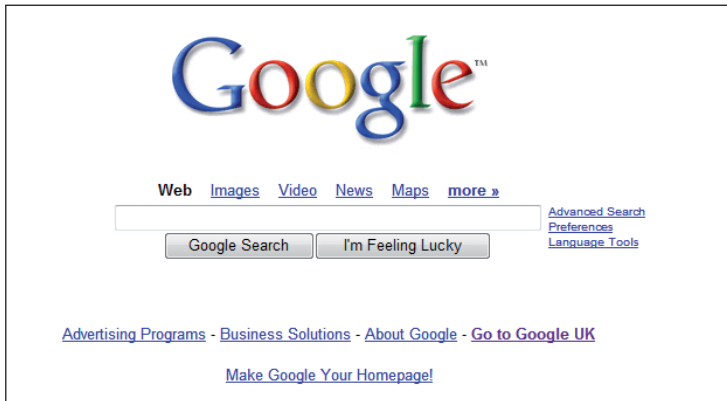 Google™
Web Images Video News Maps more »
Advanced Search
Preferences
Language Tools
Google Search I'm Feeling Lucky
Advertising Programs - Business Solutions - About Google - Go to Google UK
Make Google Your Homepage!